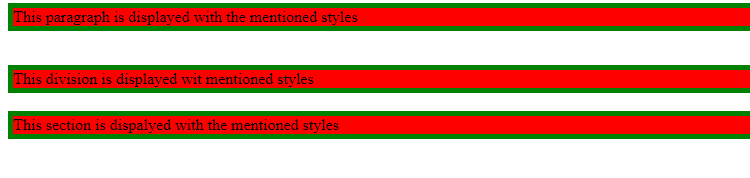 This paragraph is displayed with the mentioned styles
This division is displayed wit mentioned styles
This section is dispalyed with the mentioned styles